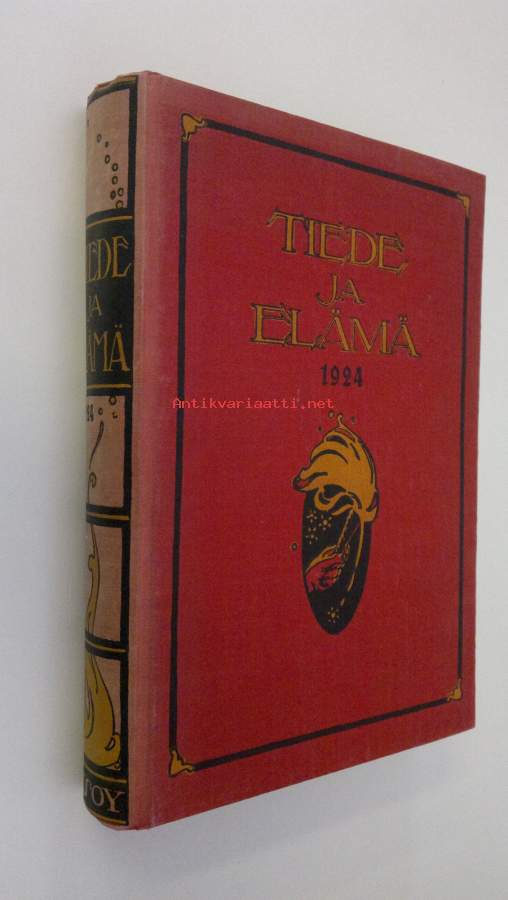 TIEDE
JA
ELÄMÄ
1924
Antikvariaatti.net